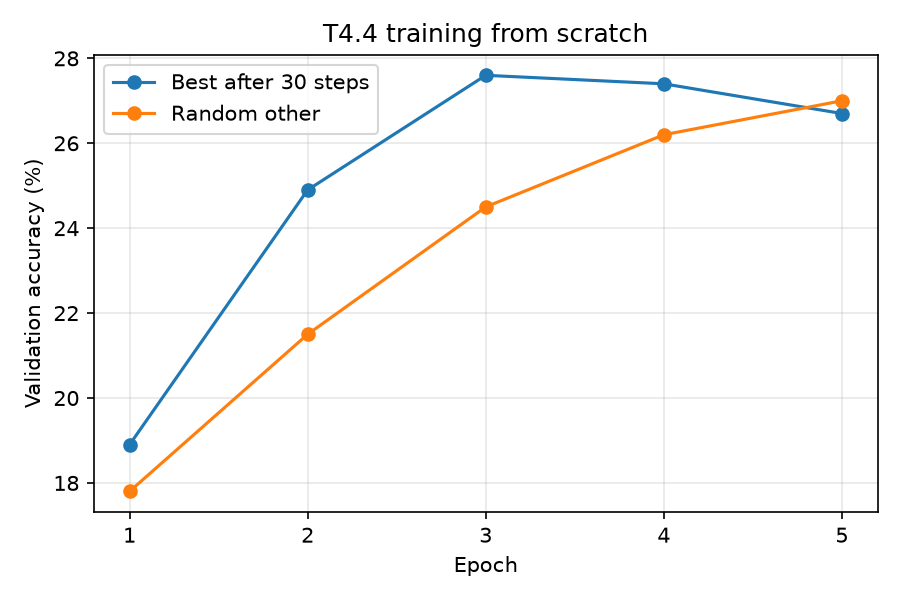 T4.4 training from scratch
Best after 30 steps
Random other
Validation accuracy (%)
28
26
24
22
20
18
1 2 3 4 5
Epoch